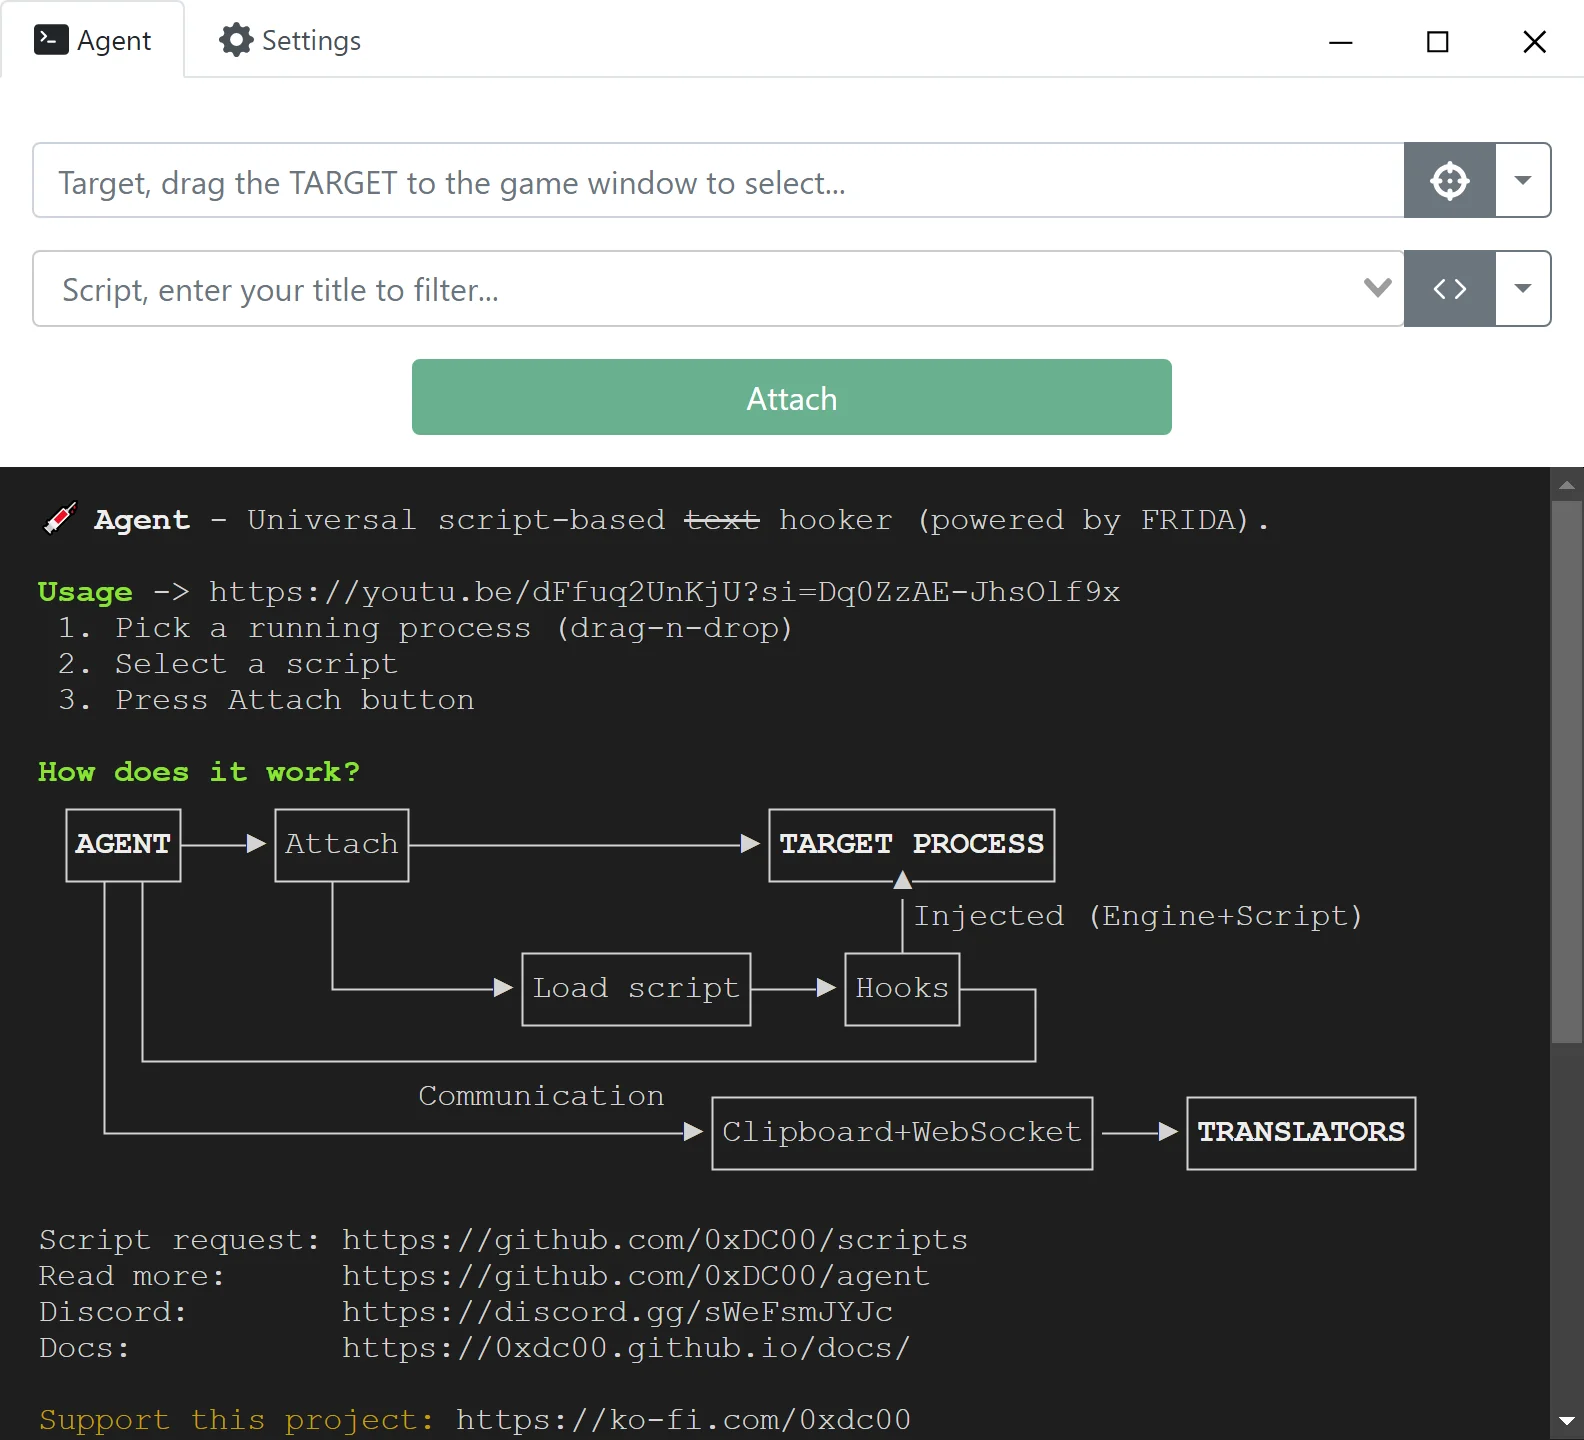 Agent
Settings
Target, drag the TARGET to the game window to select...
Script, enter your title to filter...
Attach
Agent - Universal script-based text hooker (powered by FRIDA).
Usage -> https://youtu.be/dFfuq2UnKjU?si=Dq0ZzAE-JhsOlf9x
1. Pick a running process (drag-n-drop)
2. Select a script
3. Press Attach button
How does it work?
AGENT
Attach
TARGET PROCESS
Injected (Engine+Script)
Load script
Hooks
Communication
Clipboard+WebSocket
TRANSLATORS
Script request: https://github.com/0xDC00/scripts
Read more: https://github.com/0xDC00/agent
Discord: https://discord.gg/sWeFsmJYJc
Docs: https://0xdc00.github.io/docs/
Support this project: https://ko-fi.com/0xdc00